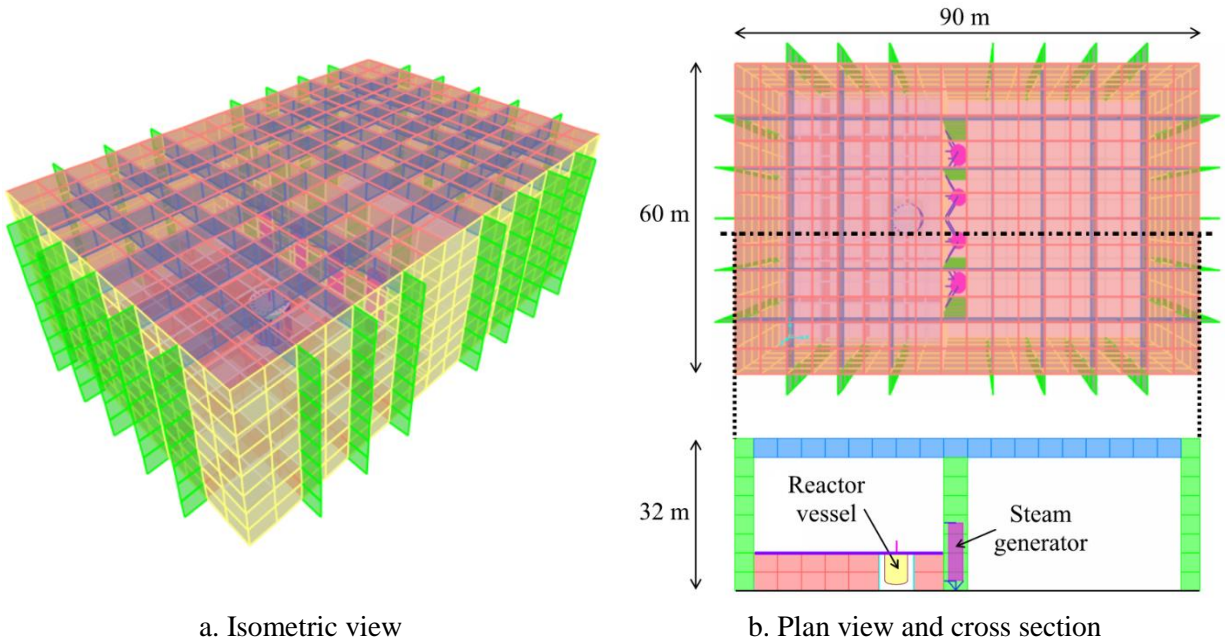 90 m
60 m
32 m
Reactor
vessel
Steam
generator
a. Isometric view
b. Plan view and cross section